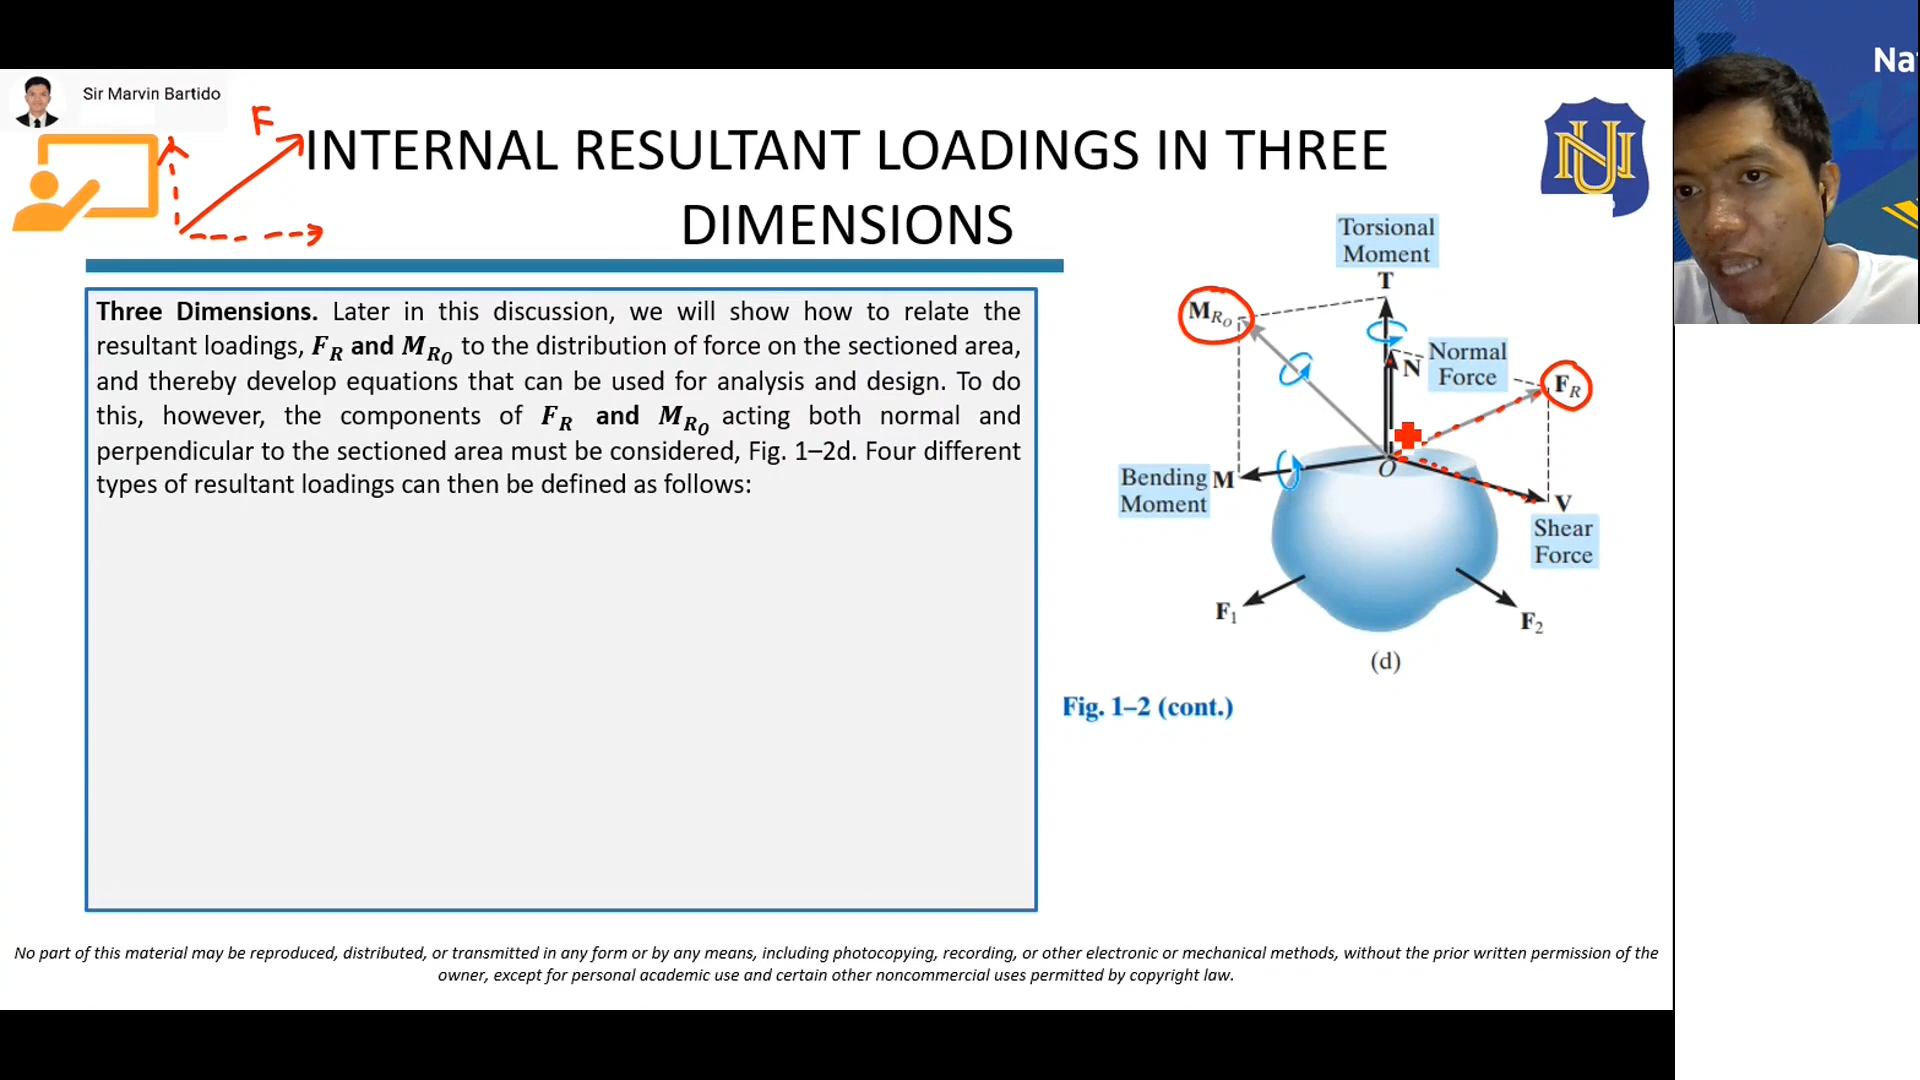 Na
Sir Marvin Bartido
F
INTERNAL RESULTANT LOADINGS IN THREE
DIMENSIONS
NU
Three Dimensions. Later in this discussion, we will show how to relate the
resultant loadings, F_R and M_{R_O} to the distribution of force on the sectioned area,
and thereby develop equations that can be used for analysis and design. To do
this, however, the components of F_R and M_{R_O} acting both normal and
perpendicular to the sectioned area must be considered, Fig. 1–2d. Four different
types of resultant loadings can then be defined as follows:
Torsional
Moment
T
M_{R_O}
N
Normal
Force
F_R
Bending
Moment
M
O
V
Shear
Force
F_1
F_2
(d)
Fig. 1–2 (cont.)
No part of this material may be reproduced, distributed, or transmitted in any form or by any means, including photocopying, recording, or other electronic or mechanical methods, without the prior written permission of the
owner, except for personal academic use and certain other noncommercial uses permitted by copyright law.